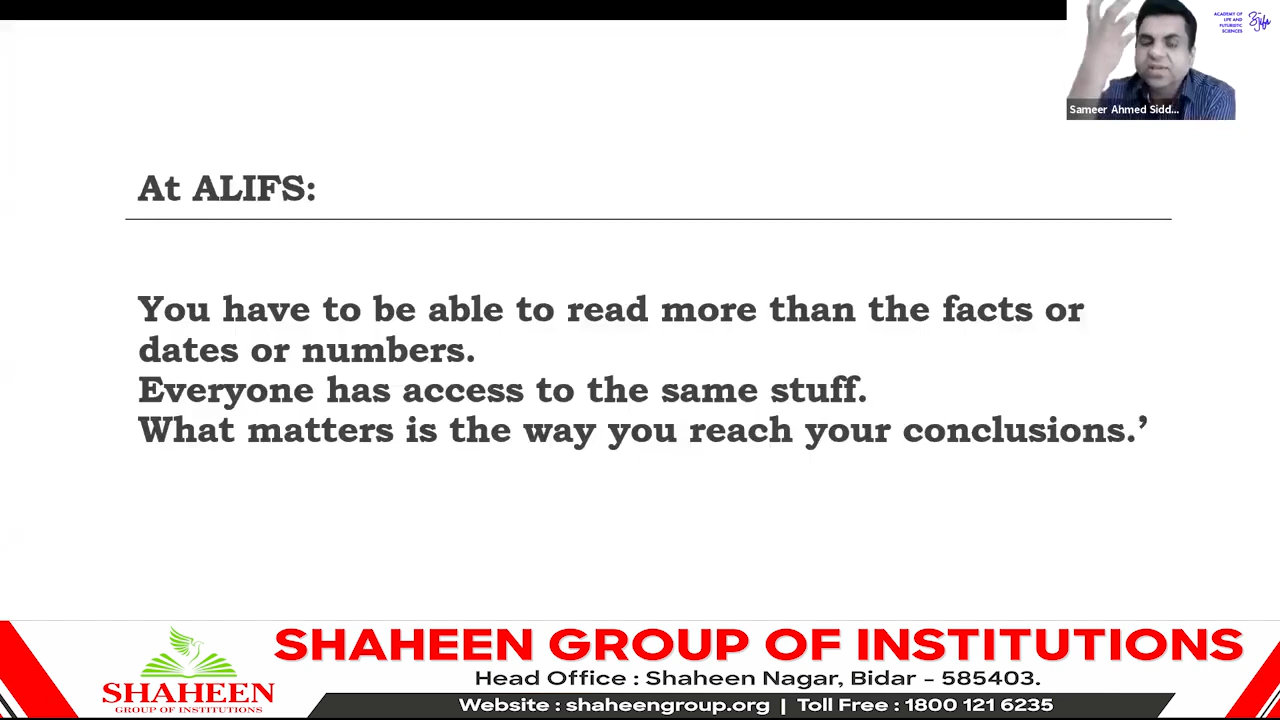 ACADEMY OF
LIFE AND
FUTURISTIC
SCIENCES
Sameer Ahmed Sidd...
At ALIFS:
You have to be able to read more than the facts or
dates or numbers.
Everyone has access to the same stuff.
What matters is the way you reach your conclusions.’
SHAHEEN
GROUP OF INSTITUTIONS
SHAHEEN GROUP OF INSTITUTIONS
Head Office : Shaheen Nagar, Bidar - 585403.
Website : shaheengroup.org | Toll Free : 1800 121 6235